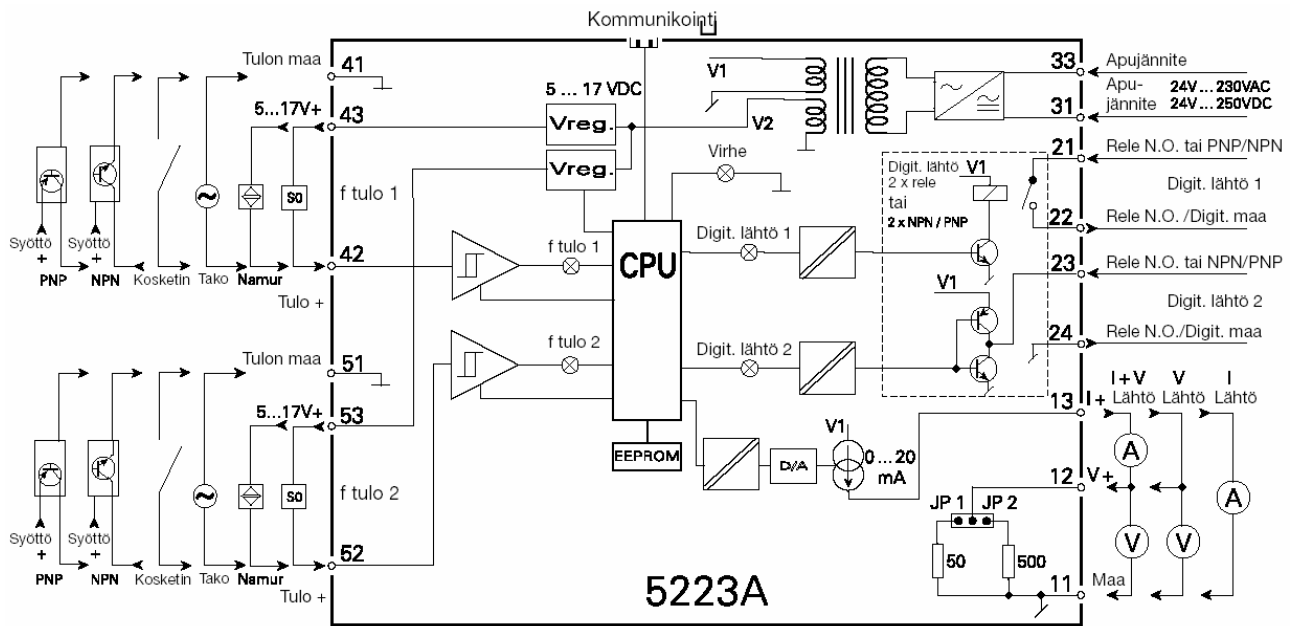 Kommunikointi
Tulon maa
41
5...17V+
43
f tulo 1
Syöttö
+
Syöttö
+
PNP
NPN
Kosketin
Tako
Namur
S0
42
Tulo +
Tulon maa
51
5...17V+
53
f tulo 2
Syöttö
+
Syöttö
+
PNP
NPN
Kosketin
Tako
Namur
S0
52
Tulo +
5 ... 17 VDC
Vreg.
Vreg.
V1
V2
Virhe
f tulo 1
f tulo 2
CPU
EEPROM
Digit. lähtö 1
Digit. lähtö 2
D/A
V1
0...20
mA
Digit. lähtö
2 x rele
tai
2 x NPN / PNP
V1
V1
JP 1
JP 2
50
500
5223A
33
Apujännite
Apu-
jännite
24V...230VAC
24V...250VDC
31
21
Rele N.O. tai PNP/NPN
Digit. lähtö 1
22
Rele N.O. /Digit. maa
23
Rele N.O. tai NPN/PNP
Digit. lähtö 2
24
Rele N.O./Digit. maa
13
I+
I+V
Lähtö
V
Lähtö
I
Lähtö
A
12
V+
A
V
V
11
Maa